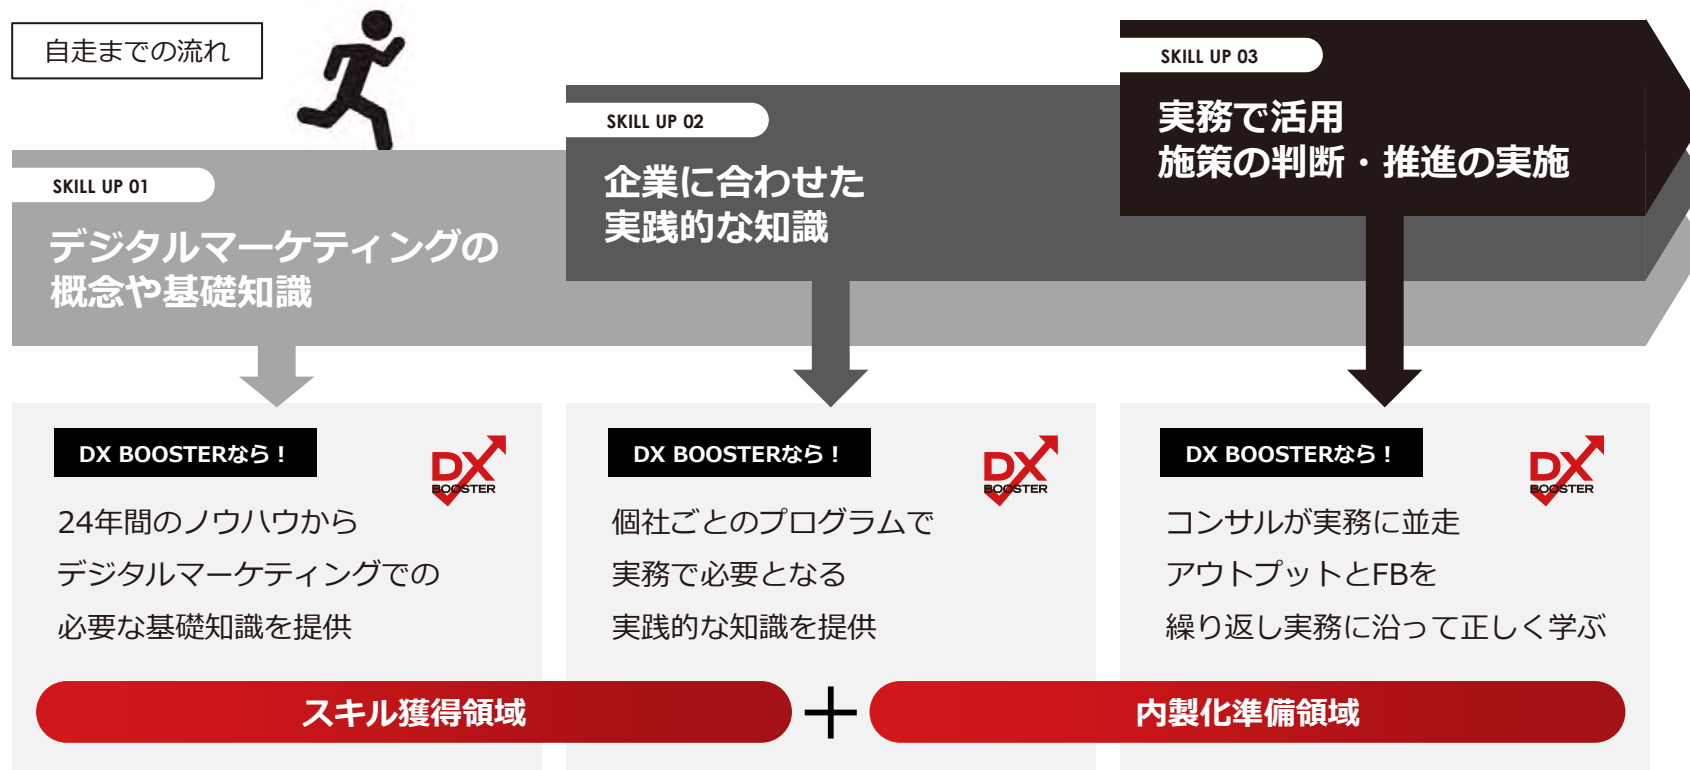 自走までの流れ
SKILL UP 01
デジタルマーケティングの
概念や基礎知識
SKILL UP 02
企業に合わせた
実践的な知識
SKILL UP 03
実務で活用
施策の判断・推進の実施
DX BOOSTERなら！
DX
BOOSTER
24年間のノウハウから
デジタルマーケティングでの
必要な基礎知識を提供
DX BOOSTERなら！
DX
BOOSTER
個社ごとのプログラムで
実務で必要となる
実践的な知識を提供
DX BOOSTERなら！
DX
BOOSTER
コンサルが実務に並走
アウトプットとFBを
繰り返し実務に沿って正しく学ぶ
スキル獲得領域
＋
内製化準備領域